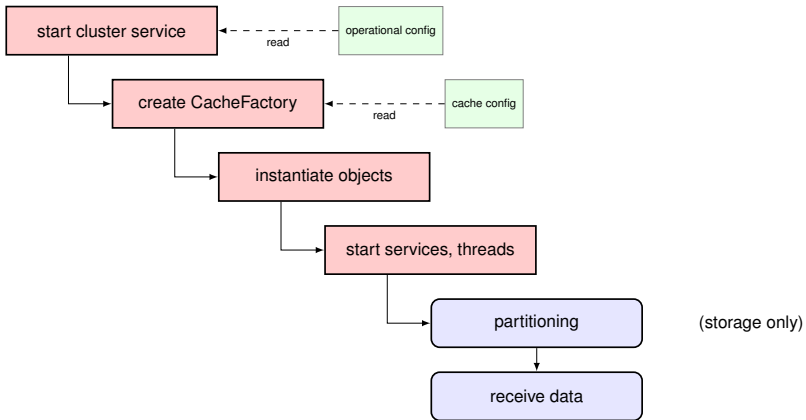 start cluster service
operational config
read
create CacheFactory
cache config
read
instantiate objects
start services, threads
partitioning
(storage only)
receive data